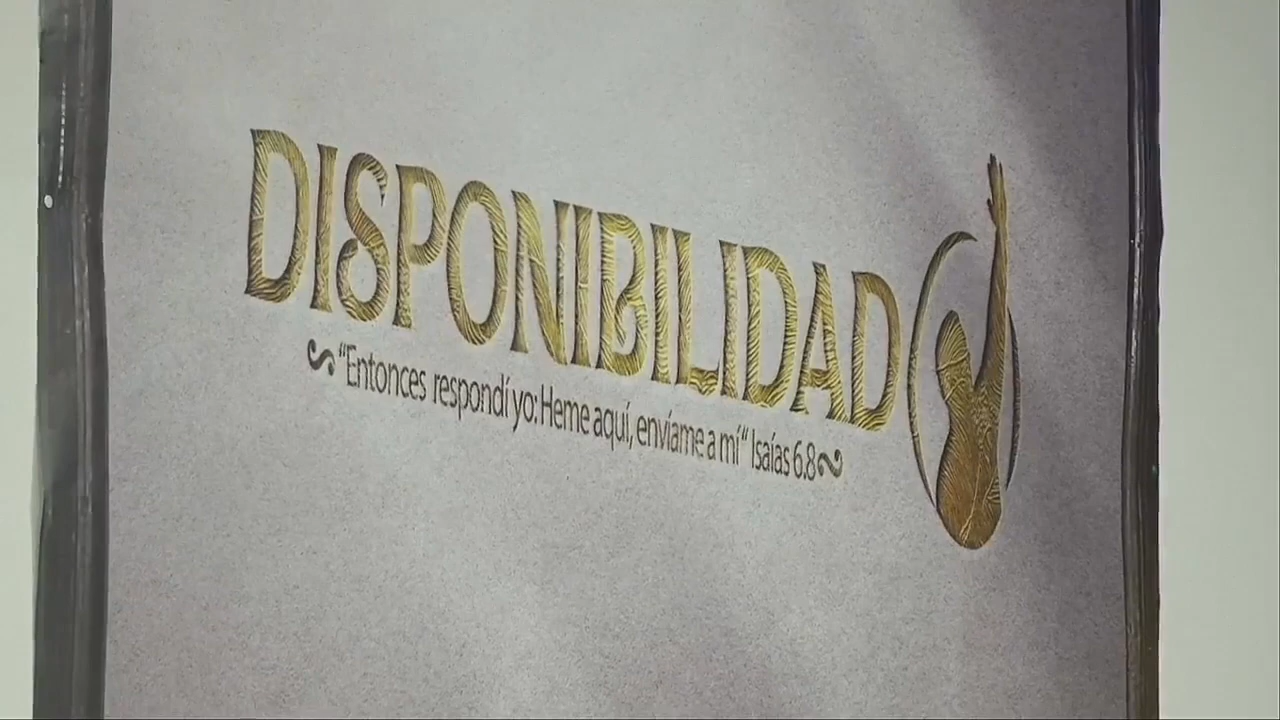 DISPONIBILIDAD
“Entonces respondí yo: Heme aquí, envíame a mí“ Isaías 6.8